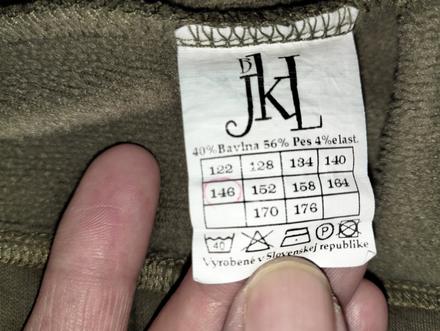 BJKL
40%Bavlna 56% Pes 4%elast.
122 128 134 140
146 152 158 164
170 176
40 P
Vyrobené v Slovenskej republike